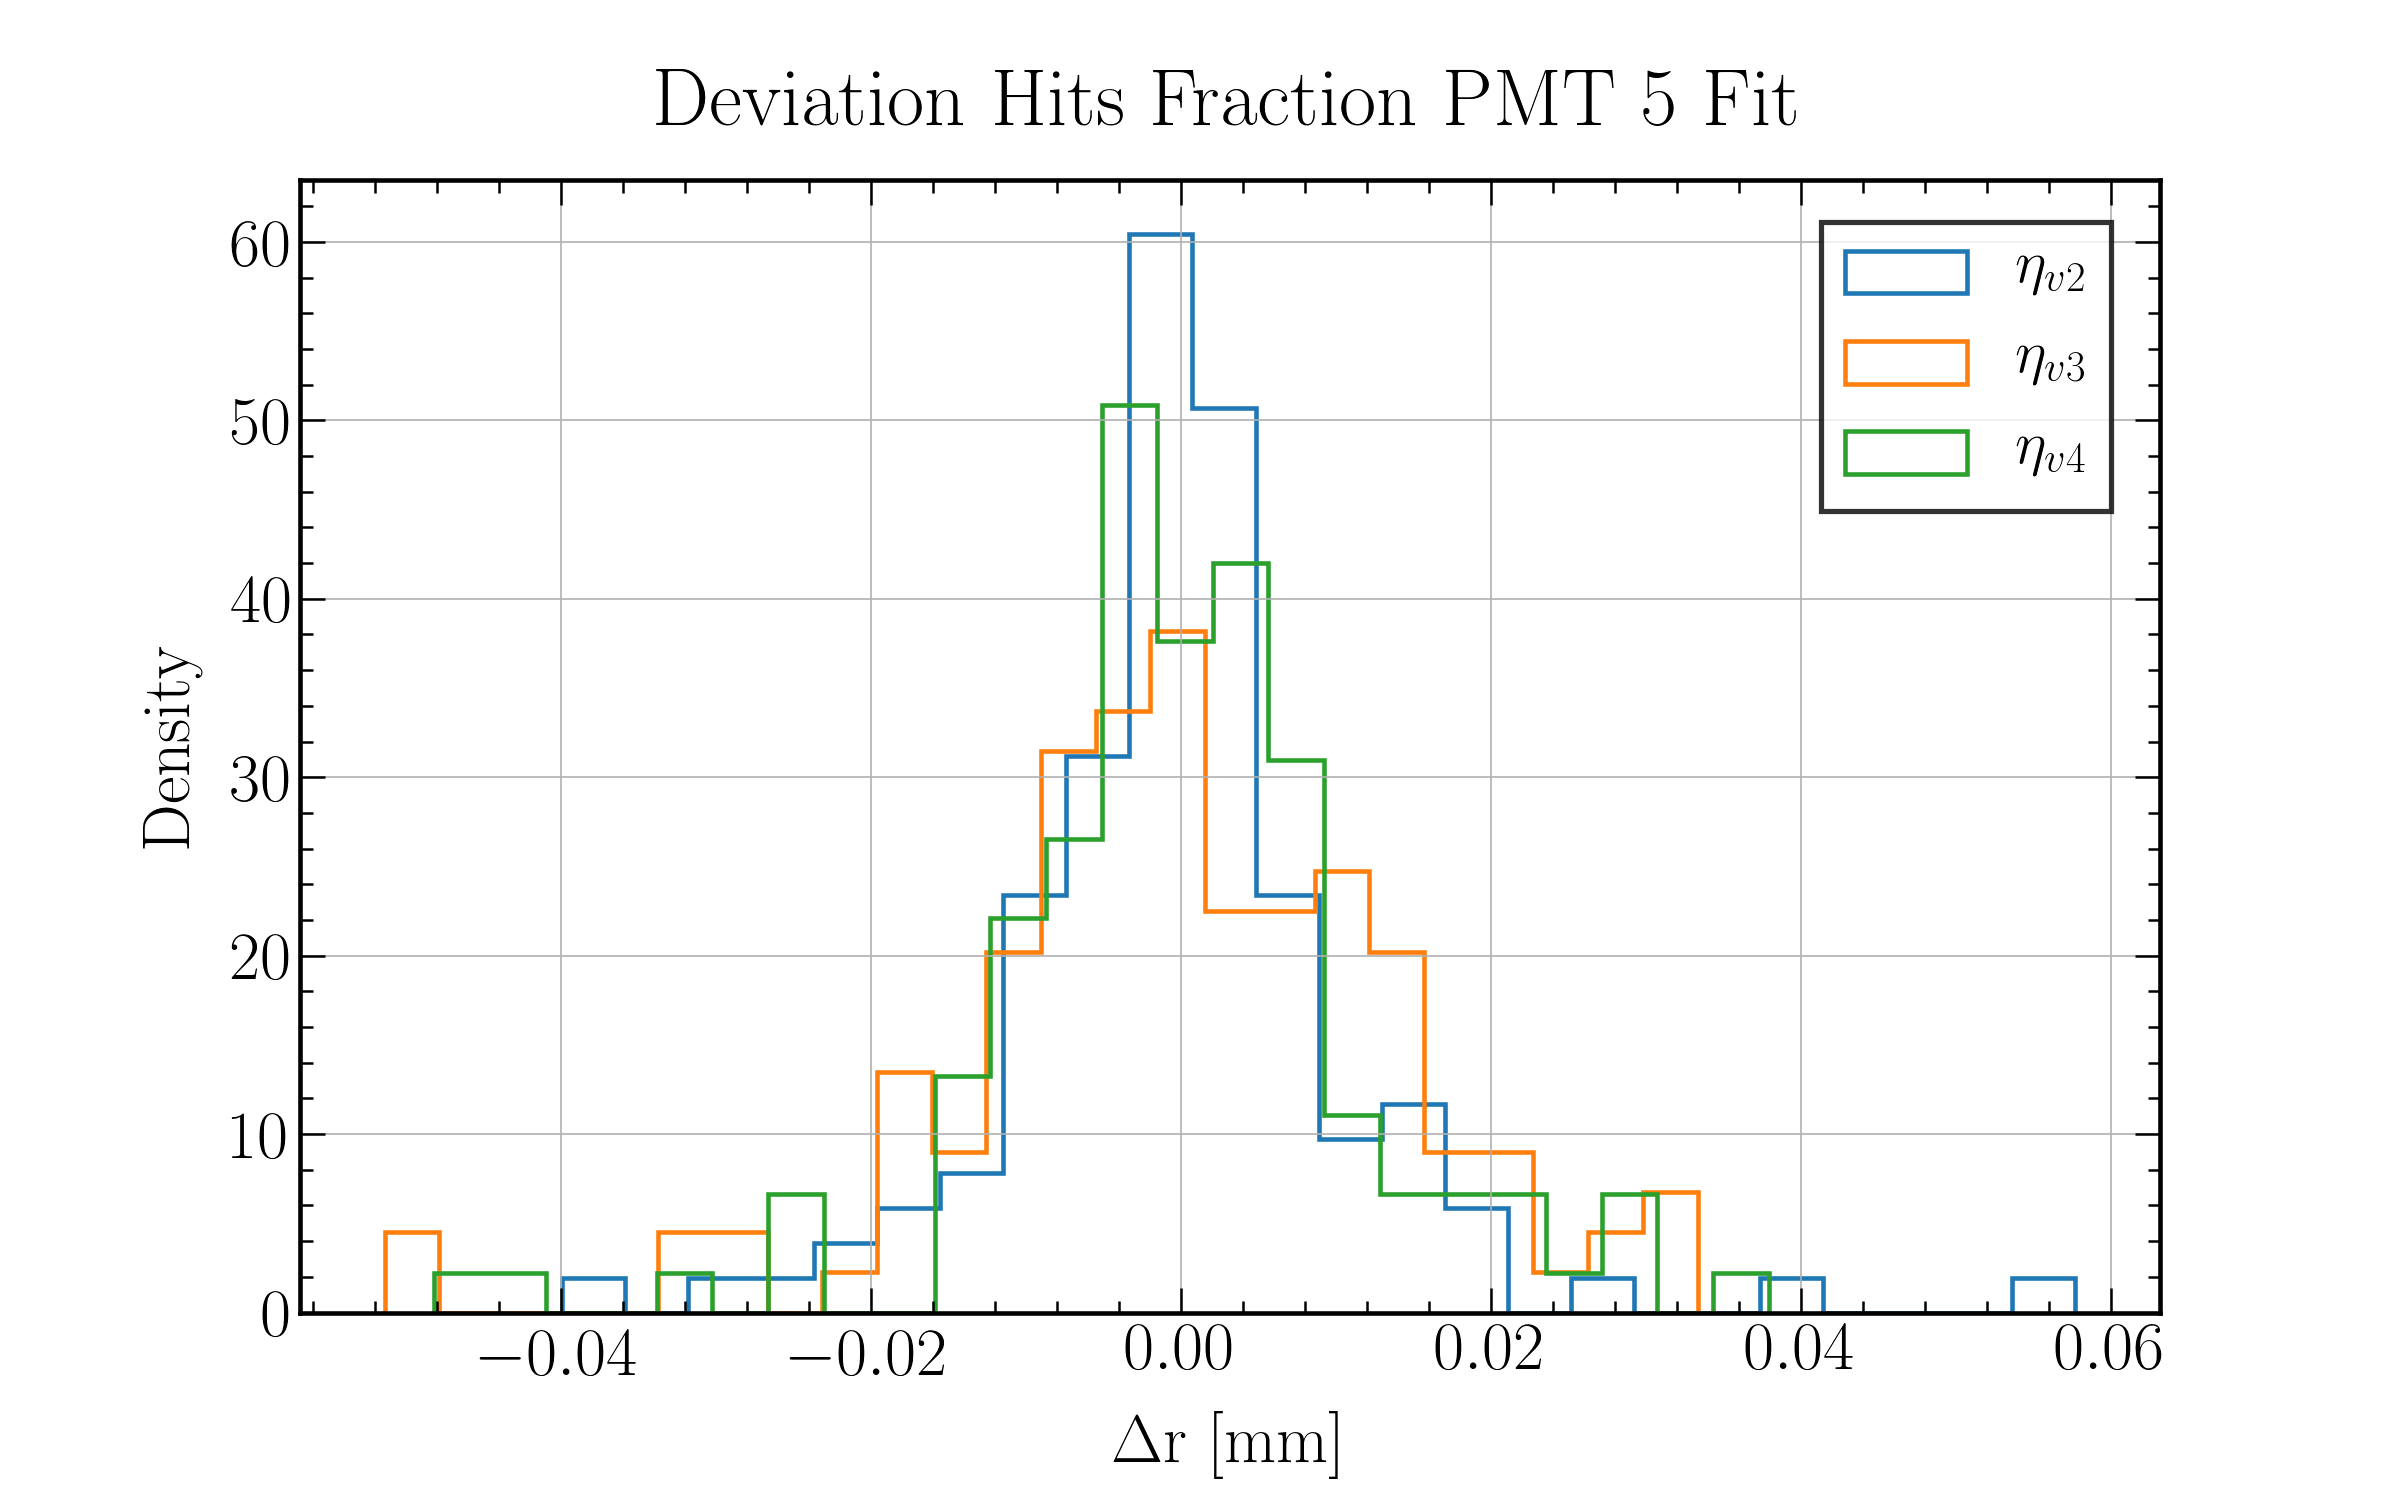 Deviation Hits Fraction PMT 5 Fit
60
50
40
30
20
10
0
Density
−0.04 −0.02 0.00 0.02 0.04 0.06
Δr [mm]
ηv2
ηv3
ηv4